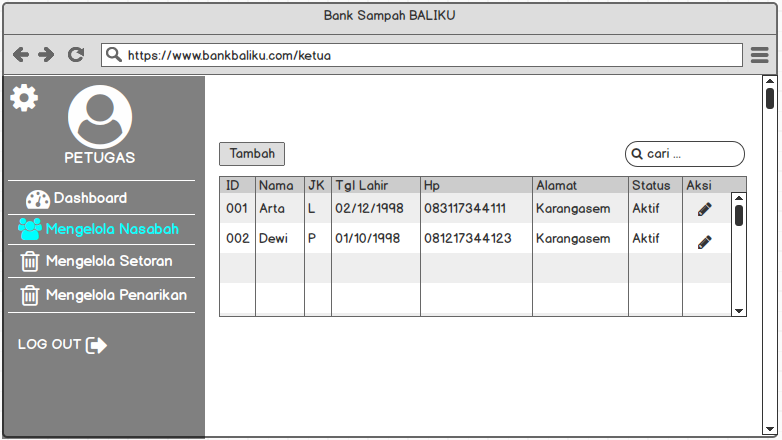 Bank Sampah BALIKU
https://www.bankbaliku.com/ketua
PETUGAS
Dashboard
Mengelola Nasabah
Mengelola Setoran
Mengelola Penarikan
LOG OUT
Tambah
cari ...
ID Nama JK Tgl Lahir Hp Alamat Status Aksi
001 Arta L 02/12/1998 083117344111 Karangasem Aktif
002 Dewi P 01/10/1998 081217344123 Karangasem Aktif